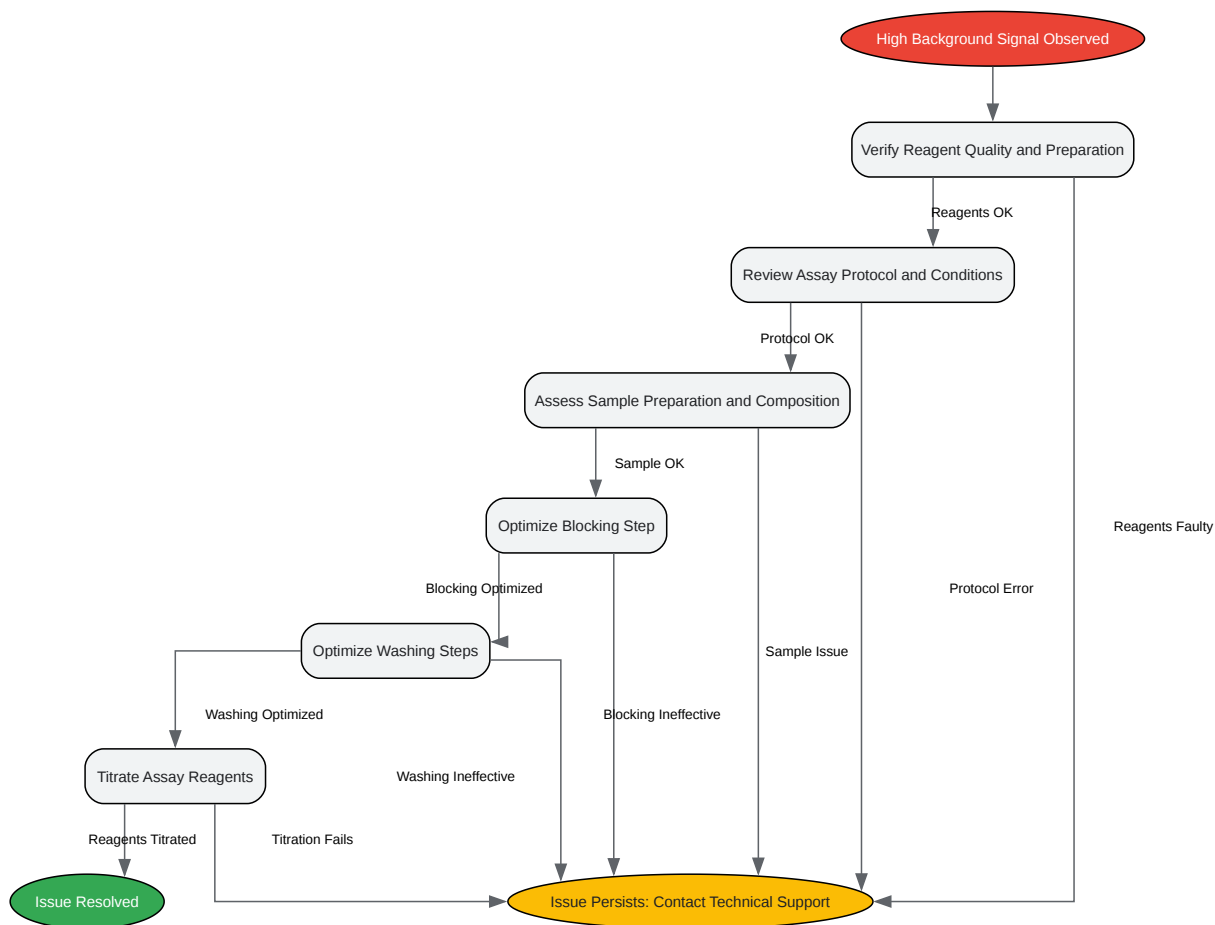 High Background Signal Observed
Verify Reagent Quality and Preparation
Reagents OK
Review Assay Protocol and Conditions
Protocol OK
Assess Sample Preparation and Composition
Sample OK
Optimize Blocking Step
Reagents Faulty
Blocking Optimized
Protocol Error
Optimize Washing Steps
Sample Issue
Washing Optimized
Blocking Ineffective
Titrate Assay Reagents
Washing Ineffective
Reagents Titrated
Titration Fails
Issue Resolved
Issue Persists: Contact Technical Support